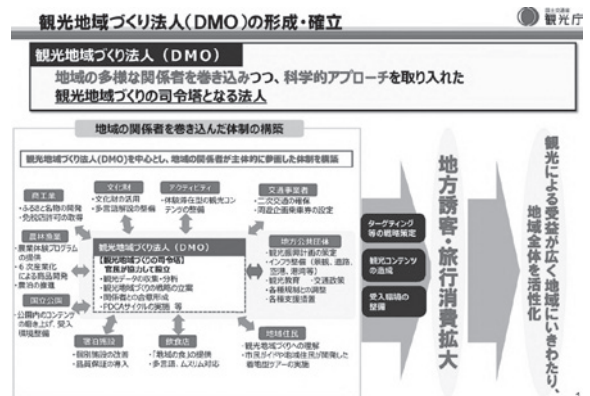 観光地域づくり法人(DMO)の形成・確立
国土交通省
観光庁
観光地域づくり法人（DMO）
地域の多様な関係者を巻き込みつつ、科学的アプローチを取り入れた
観光地域づくりの司令塔となる法人
地域の関係者を巻き込んだ体制の構築
観光地域づくり法人(DMO)を中心とし、地域の関係者が主体的に参画した体制を構築
商工業
・ふるさと名物の開発
・免税店許可の取得
文化財
・文化財の活用
・多言語解説の整備
アクティビティ
・体験滞在型の観光コン
テンツの整備
交通事業者
・二次交通の確保
・周遊企画乗車券の設定
農林漁業
・農業体験プログラム
の提供
・6次産業化
による商品開発
・農泊の推進
観光地域づくり法人（DMO）
【観光地域づくりの司令塔】
官民が協力して設立
・観光データの収集・分析
・観光地域づくりの戦略の立案
・関係者との合意形成
・PDCAサイクルの実施 等
地方公共団体
・観光振興計画の策定
・インフラ整備（景観、道路、
空港、港湾等）
・観光教育 ・交通政策
・各種規制との調整
・各種支援措置
国立公園
・公園内のコンテンツ
の磨き上げ、受入
環境整備
宿泊施設
・個別施設の改善
・品質保証の導入
飲食店
・「地域の食」の提供
・多言語、ムスリム対応
地域住民
・観光地域づくりへの理解
・市民ガイドや地域住民が開発した
着地型ツアーの実施
ターゲティング
等の戦略策定
観光コンテンツ
の造成
受入環境の
整備
地方誘客・旅行消費拡大
観光による受益が広く地域にいきわたり、
地域全体を活性化